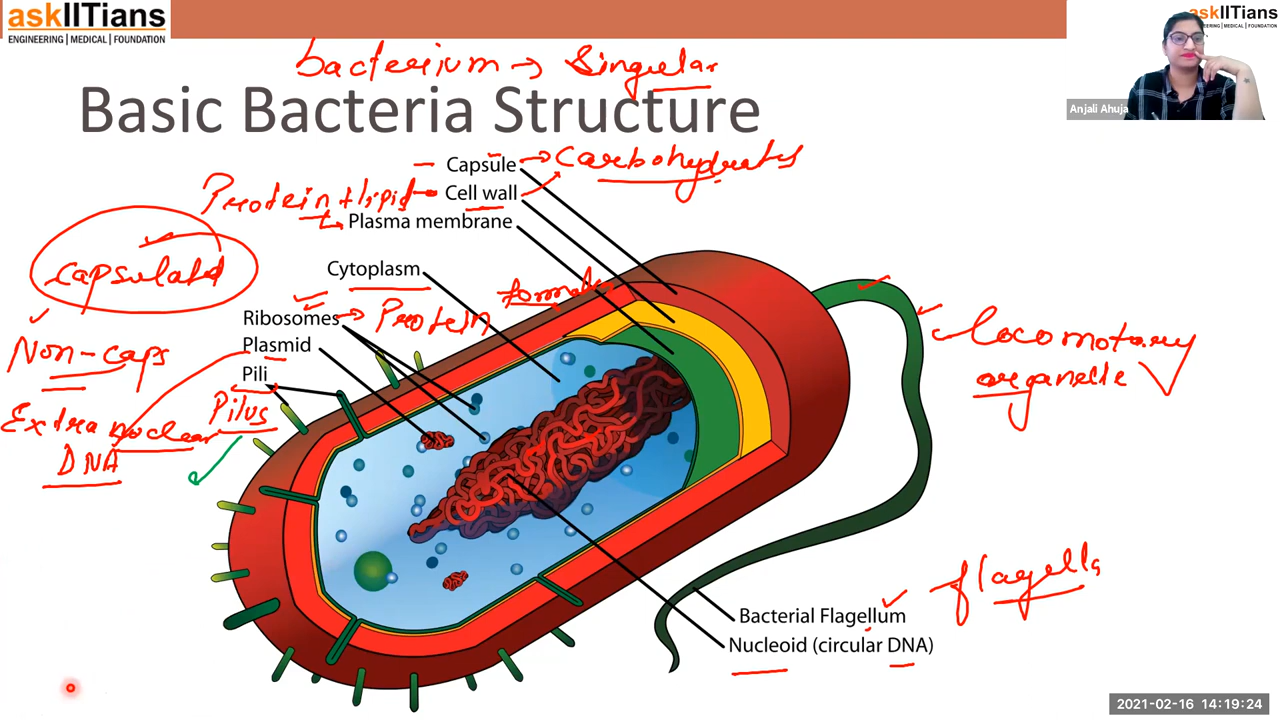 askIITians
ENGINEERING | MEDICAL | FOUNDATION
askIITians
ENGINEERING | MEDICAL | FOUNDATION
Anjali Ahuja
bacterium → Singular
Basic Bacteria Structure
Capsule → Carbohydrates
Protein + lipid Cell wall
Plasma membrane
Capsulated
Cytoplasm
Ribosomes → Protein
Plasmid
Non-caps
Pili
Pilus
Extra nuclear
DNA
locomotary
organelle
flagella
Bacterial Flagellum
Nucleoid (circular DNA)
2021-02-16 14:19:24